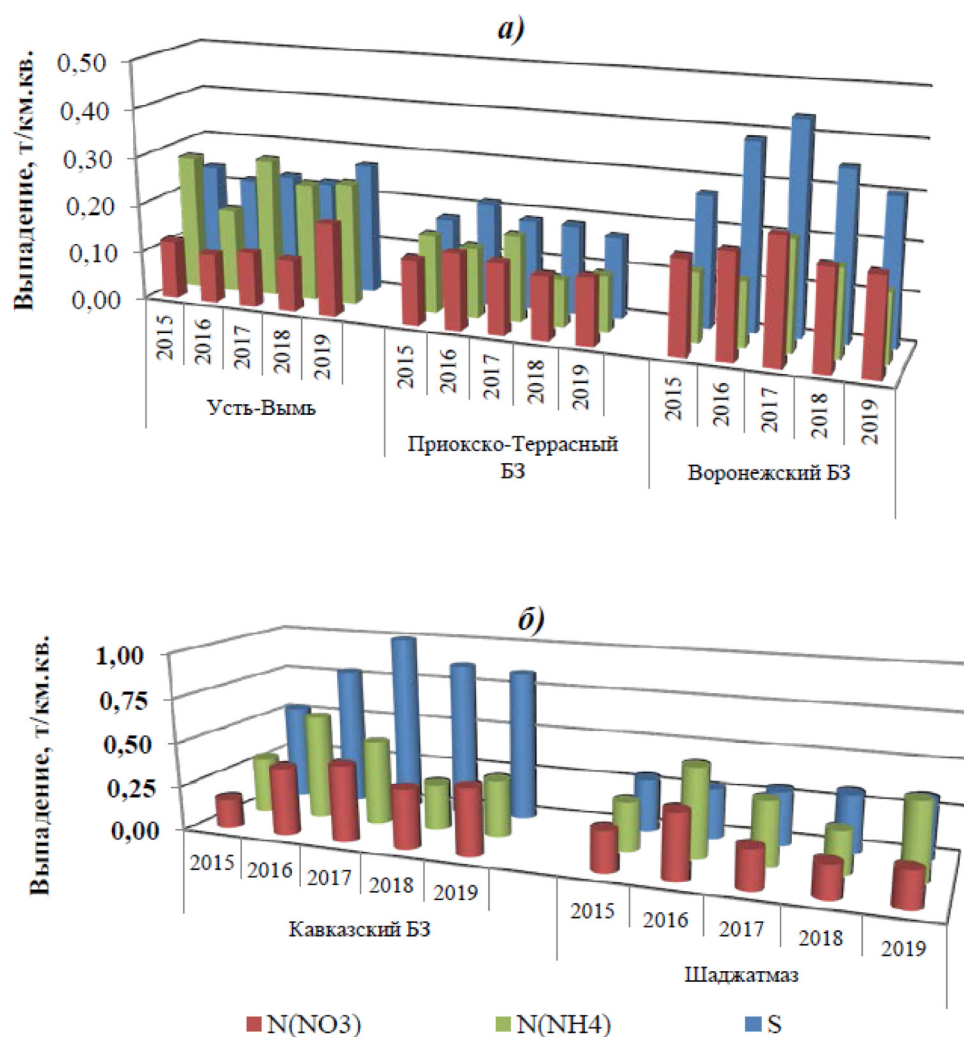 а)
Выпадение, т/км.кв.
0,50
0,40
0,30
0,20
0,10
0,00
2015 2016 2017 2018 2019
Усть-Вымь
2015 2016 2017 2018 2019
Приокско-Террасный
БЗ
2015 2016 2017 2018 2019
Воронежский БЗ
б)
Выпадение, т/км.кв.
1,00
0,75
0,50
0,25
0,00
2015 2016 2017 2018 2019
Кавказский БЗ
2015 2016 2017 2018 2019
Шаджатмаз
N(NO3) N(NH4) S